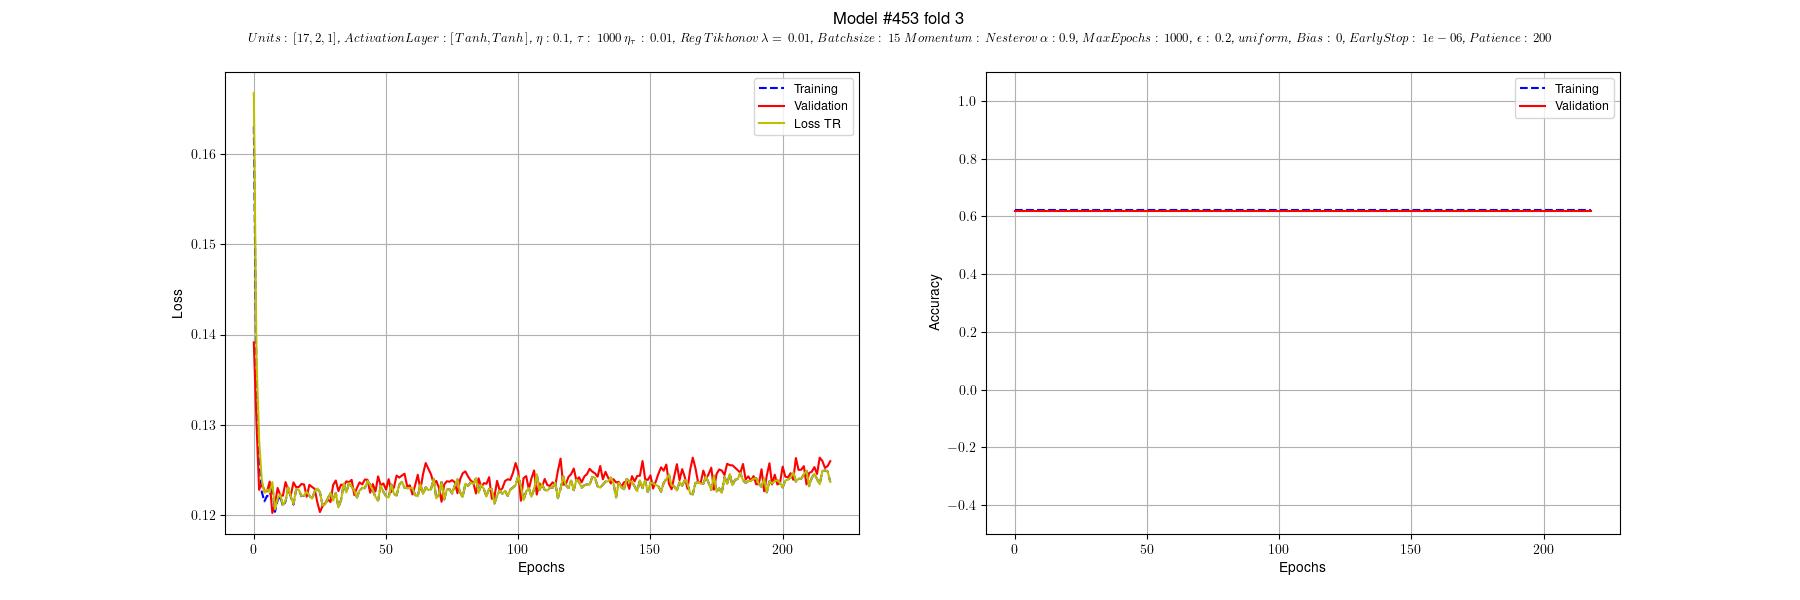 Model #453 fold 3
Units : [17, 2, 1], ActivationLayer : [Tanh, Tanh], η : 0.1, τ : 1000 ητ : 0.01, Reg Tikhonov λ = 0.01, Batchsize : 15 Momentum : Nesterov α : 0.9, MaxEpochs : 1000, ϵ : 0.2, uniform, Bias : 0, EarlyStop : 1e − 06, Patience : 200
Training
Validation
Loss TR
0.16
0.15
0.14
0.13
0.12
Loss
0 50 100 150 200
Epochs
Training
Validation
1.0
0.8
0.6
0.4
0.2
0.0
−0.2
−0.4
Accuracy
0 50 100 150 200
Epochs